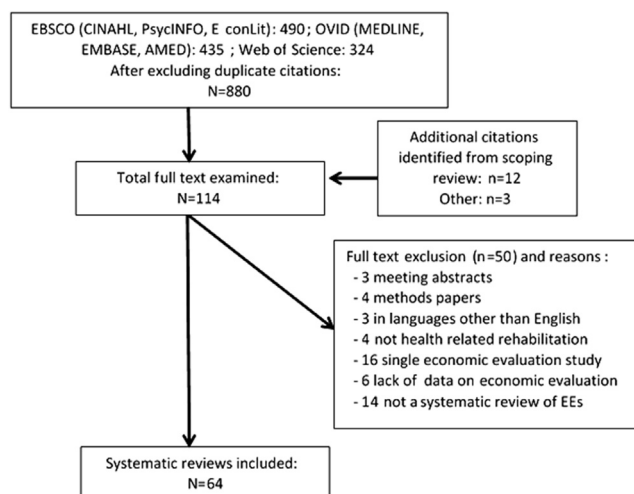 EBSCO (CINAHL, PsycINFO, E conLit): 490; OVID (MEDLINE,
EMBASE, AMED): 435 ; Web of Science: 324
After excluding duplicate citations:
N=880
Additional citations
identified from scoping
review: n=12
Other: n=3
Total full text examined:
N=114
Full text exclusion (n=50) and reasons :
- 3 meeting abstracts
- 4 methods papers
- 3 in languages other than English
- 4 not health related rehabilitation
- 16 single economic evaluation study
- 6 lack of data on economic evaluation
- 14 not a systematic review of EEs
Systematic reviews included:
N=64